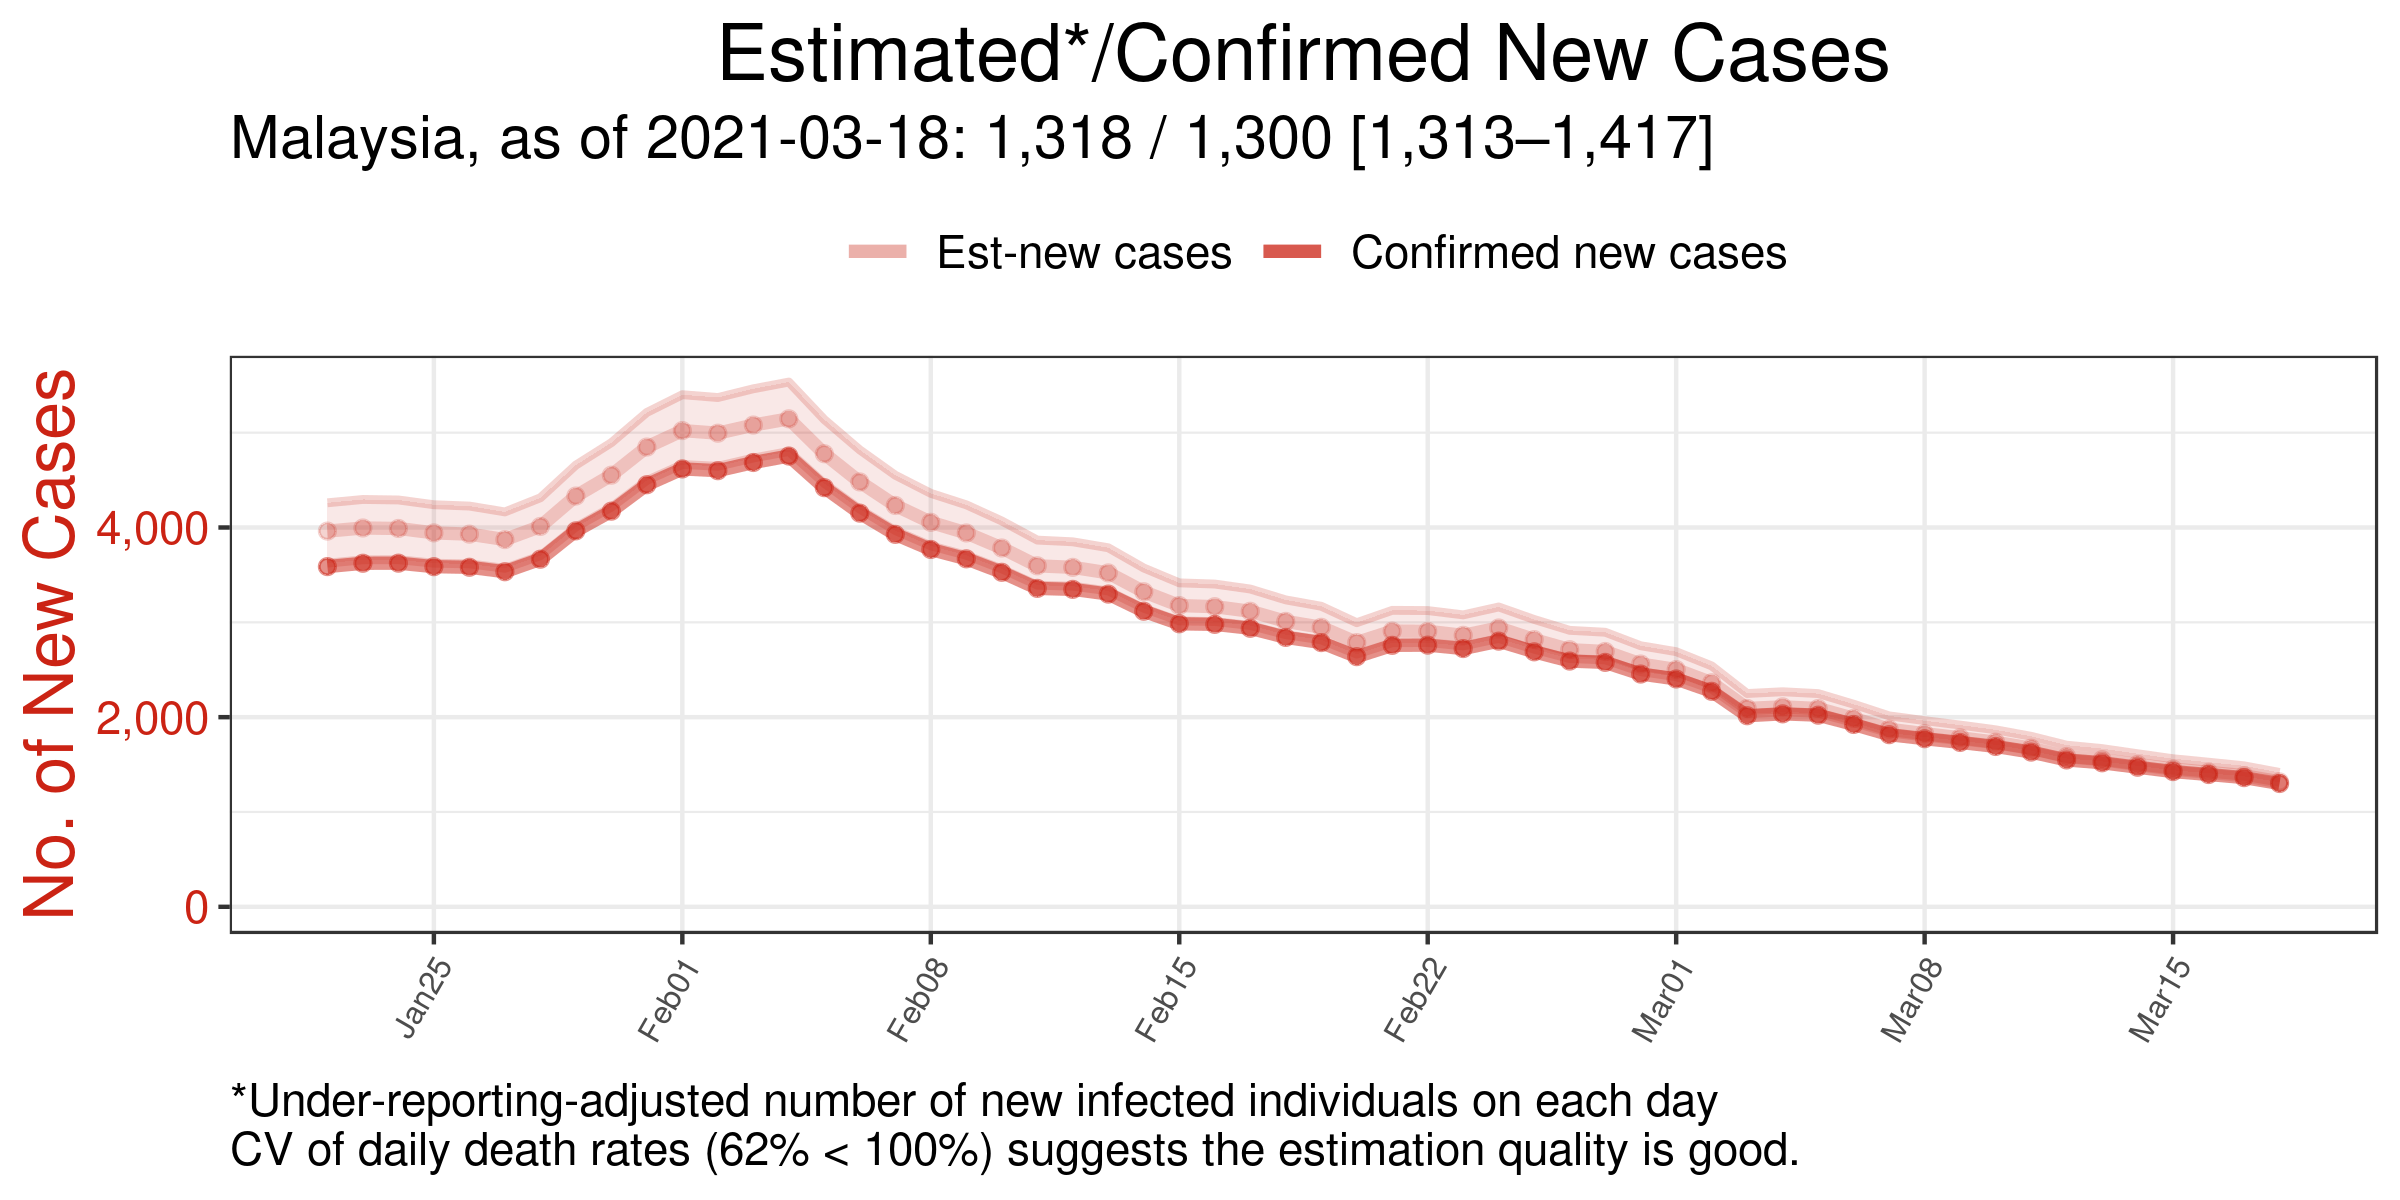 Estimated*/Confirmed New Cases
Malaysia, as of 2021-03-18: 1,318 / 1,300 [1,313–1,417]
Est-new cases
Confirmed new cases
No. of New Cases
4,000
2,000
0
Jan25
Feb01
Feb08
Feb15
Feb22
Mar01
Mar08
Mar15
*Under-reporting-adjusted number of new infected individuals on each day
CV of daily death rates (62% < 100%) suggests the estimation quality is good.